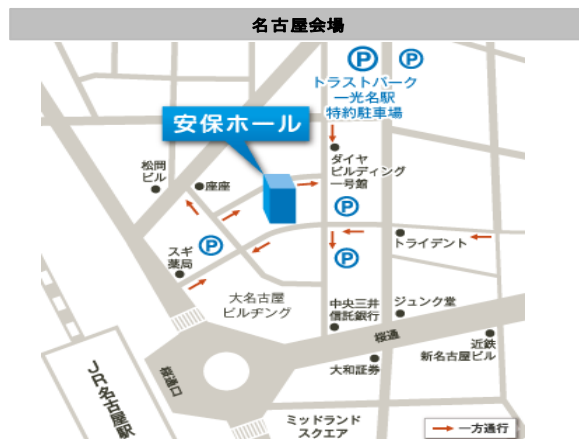 名古屋会場
P
P
トラストパーク
一光名駅
特約駐車場
安保ホール
松岡
ビル
座座
ダイヤ
ビルディング
一号館
P
スギ
薬局
P
P
トライデント
大名古屋
ビルヂング
中央三井
信託銀行
ジュンク堂
桜通
近鉄
新名古屋ビル
大和証券
JR名古屋駅
桜通口
ミッドランド
スクエア
一方通行